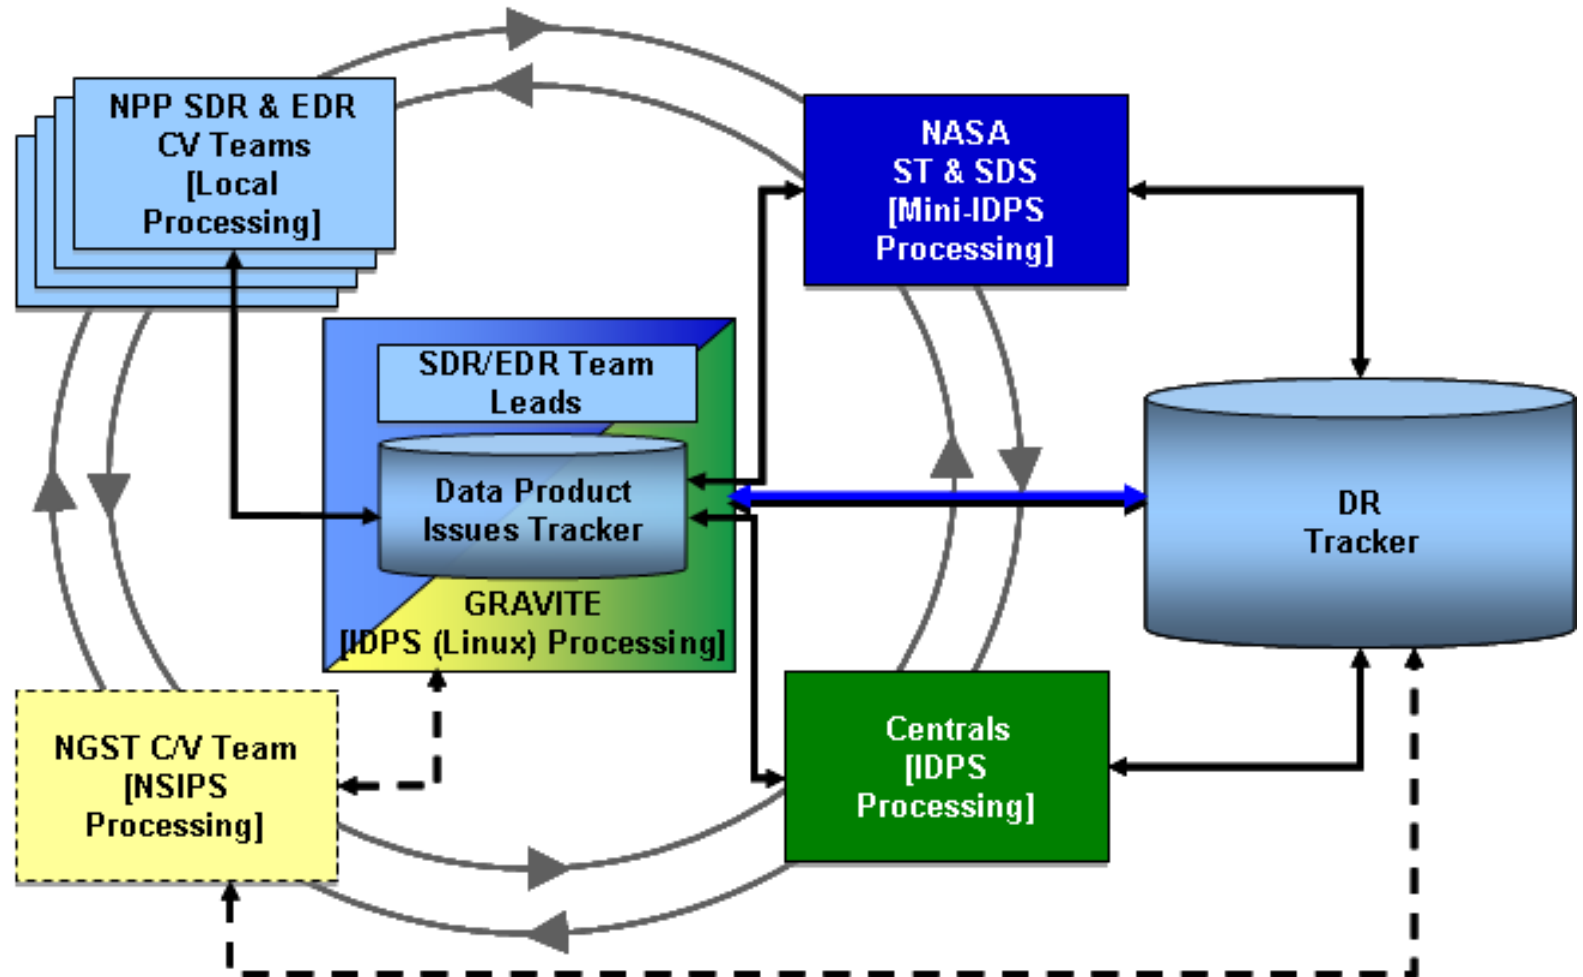 NPP SDR & EDR
CV Teams
[Local
Processing]
NASA
ST & SDS
[Mini-IDPS
Processing]
SDR/EDR Team
Leads
Data Product
Issues Tracker
GRAVITE
[IDPS (Linux) Processing]
DR
Tracker
NGST C/V Team
[NSIPS
Processing]
Centrals
[IDPS
Processing]